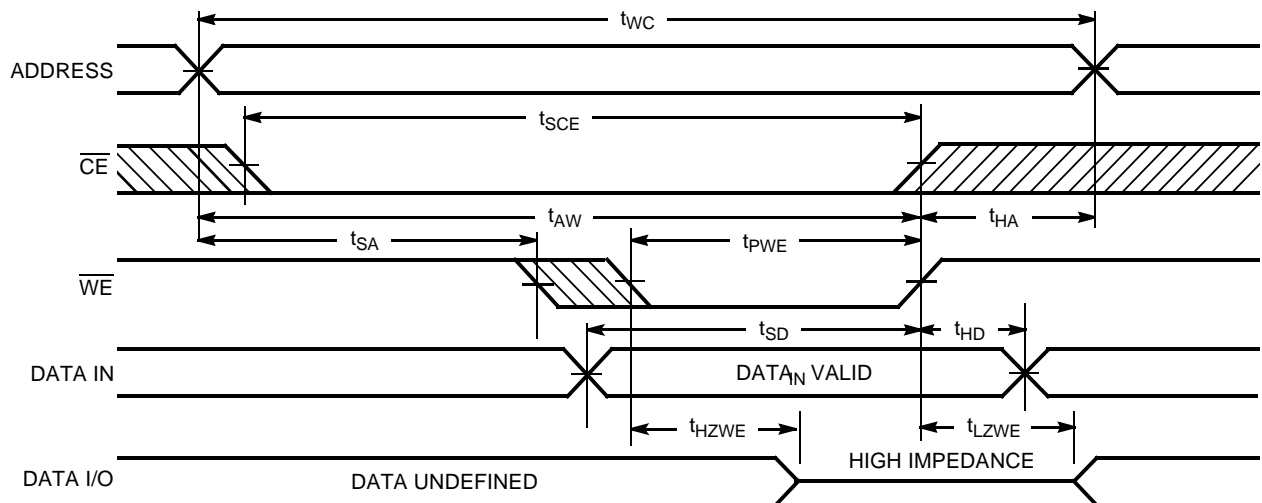 tWC
ADDRESS
tSCE
CE
tAW
tHA
tSA
tPWE
WE
tSD
tHD
DATA IN
DATAIN VALID
tHZWE
tLZWE
HIGH IMPEDANCE
DATA I/O
DATA UNDEFINED